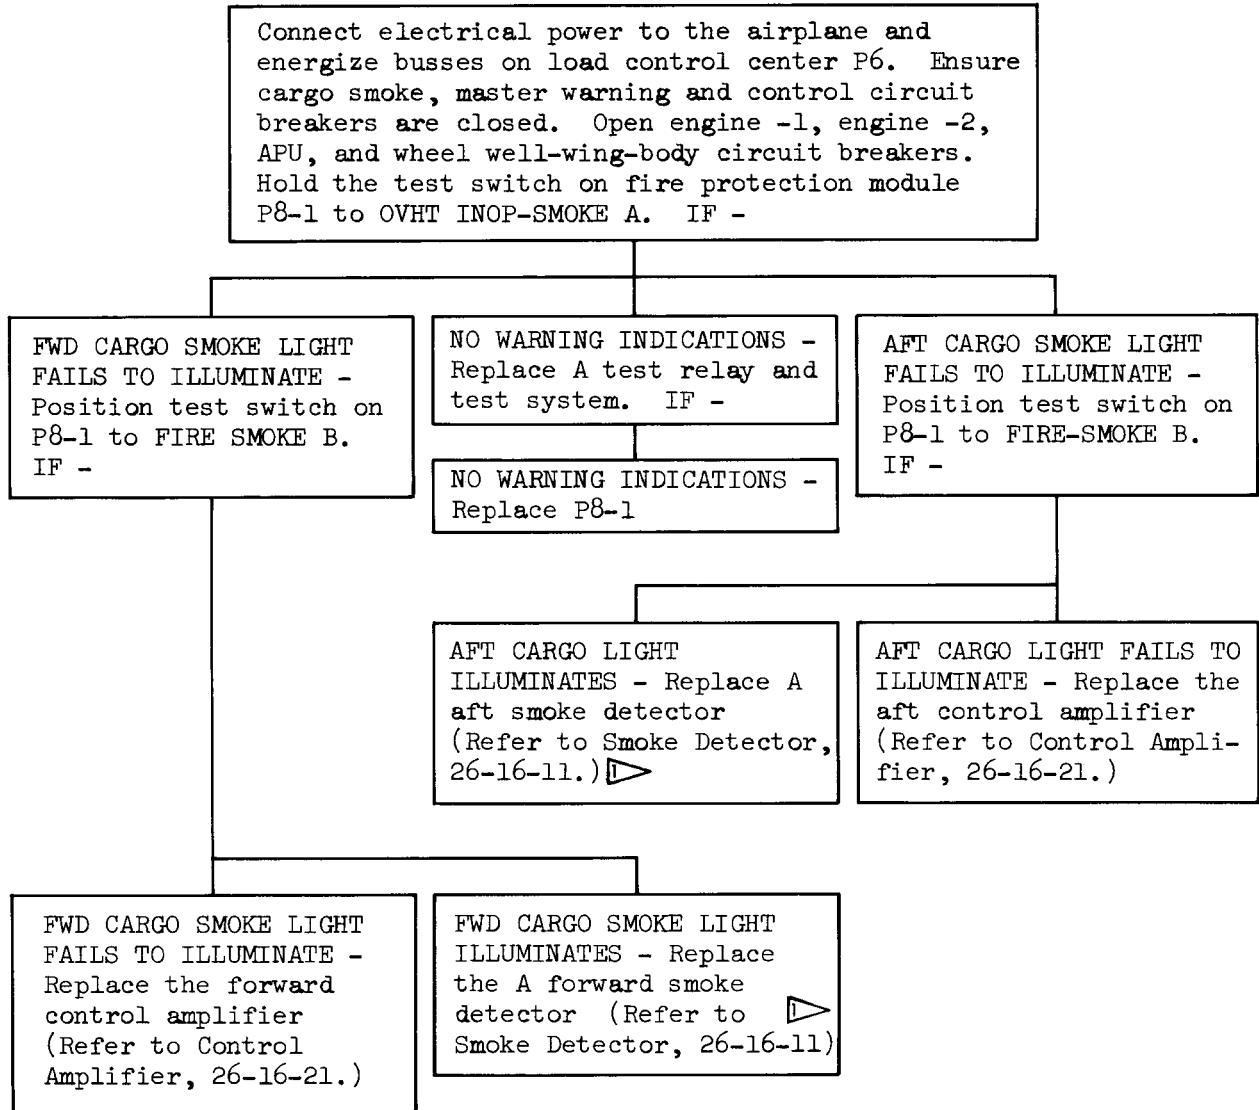 Connect electrical power to the airplane and
energize busses on load control center P6. Ensure
cargo smoke, master warning and control circuit
breakers are closed. Open engine -1, engine -2,
APU, and wheel well-wing-body circuit breakers.
Hold the test switch on fire protection module
P8-1 to OVHT INOP-SMOKE A. IF -
FWD CARGO SMOKE LIGHT
FAILS TO ILLUMINATE -
Position test switch on
P8-1 to FIRE SMOKE B.
IF -
NO WARNING INDICATIONS -
Replace A test relay and
test system. IF -
NO WARNING INDICATIONS -
Replace P8-1
AFT CARGO SMOKE LIGHT
FAILS TO ILLUMINATE -
Position test switch on
P8-1 to FIRE-SMOKE B.
IF -
AFT CARGO LIGHT
ILLUMINATES - Replace A
aft smoke detector
(Refer to Smoke Detector,
26-16-11.) 1
AFT CARGO LIGHT FAILS TO
ILLUMINATE - Replace the
aft control amplifier
(Refer to Control Ampli-
fier, 26-16-21.)
FWD CARGO SMOKE LIGHT
FAILS TO ILLUMINATE -
Replace the forward
control amplifier
(Refer to Control
Amplifier, 26-16-21.)
FWD CARGO SMOKE LIGHT
ILLUMINATES - Replace
the A forward smoke
detector (Refer to 1
Smoke Detector, 26-16-11)